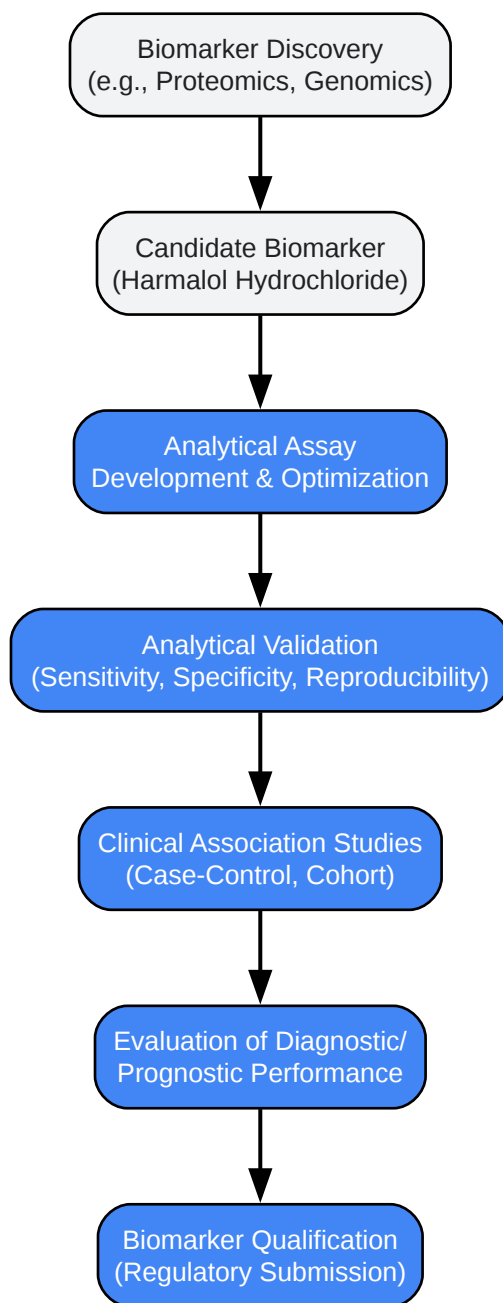 Biomarker Discovery
(e.g., Proteomics, Genomics)
Candidate Biomarker
(Harmalol Hydrochloride)
Analytical Assay
Development & Optimization
Analytical Validation
(Sensitivity, Specificity, Reproducibility)
Clinical Association Studies
(Case-Control, Cohort)
Evaluation of Diagnostic/
Prognostic Performance
Biomarker Qualification
(Regulatory Submission)